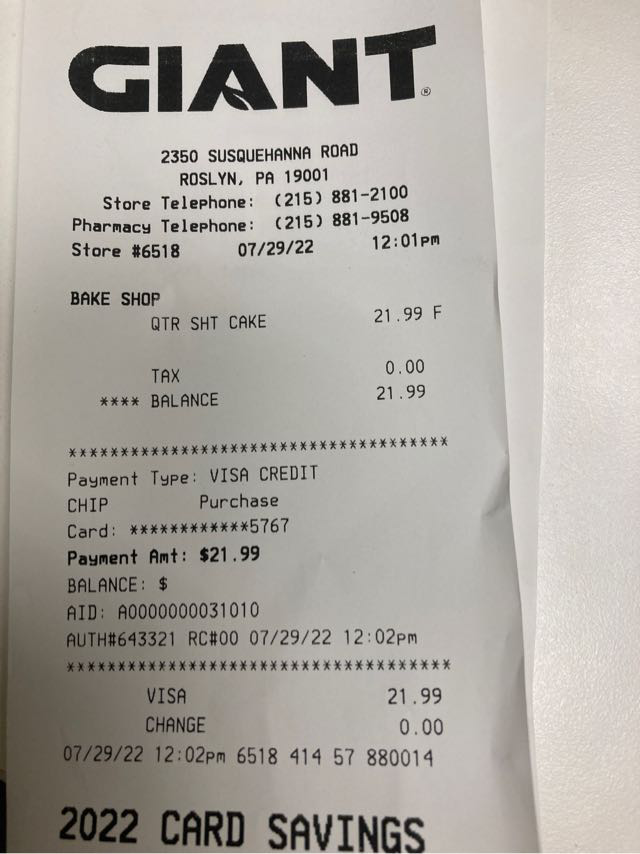 GIANT®
2350 SUSQUEHANNA ROAD
ROSLYN, PA 19001
Store Telephone: (215) 881-2100
Pharmacy Telephone: (215) 881-9508
Store #6518 07/29/22 12:01pm
BAKE SHOP
QTR SHT CAKE 21.99 F
TAX 0.00
**** BALANCE 21.99
***************************************
Payment Type: VISA CREDIT
CHIP Purchase
Card: ************5767
Payment Amt: $21.99
BALANCE: $
AID: A0000000031010
AUTH#643321 RC#00 07/29/22 12:02pm
***************************************
VISA 21.99
CHANGE 0.00
07/29/22 12:02pm 6518 414 57 880014
2022 CARD SAVINGS